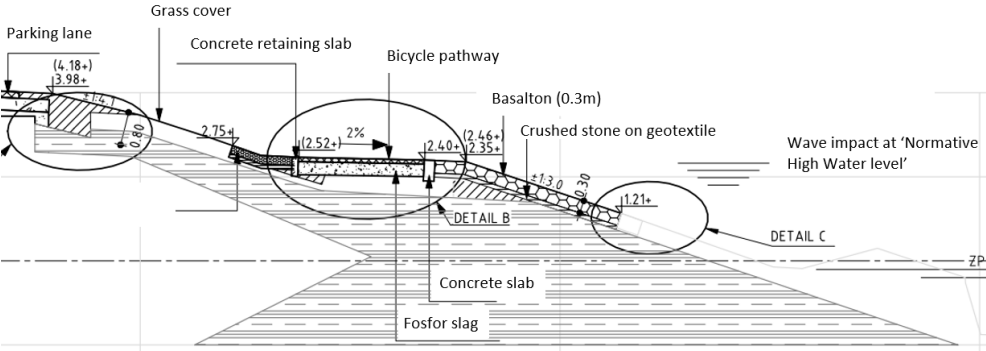 Grass cover
Parking lane
Concrete retaining slab
Bicycle pathway
(4.18+)
3.98+
±1:4.1
0.80
2.75+
(2.52+)
2%
2.40+
(2.46+)
2.35+
Basalton (0.3m)
Crushed stone on geotextile
±1:3.0
0.30
1.21+
Wave impact at ‘Normative
High Water level’
DETAIL B
DETAIL C
ZP
Concrete slab
Fosfor slag